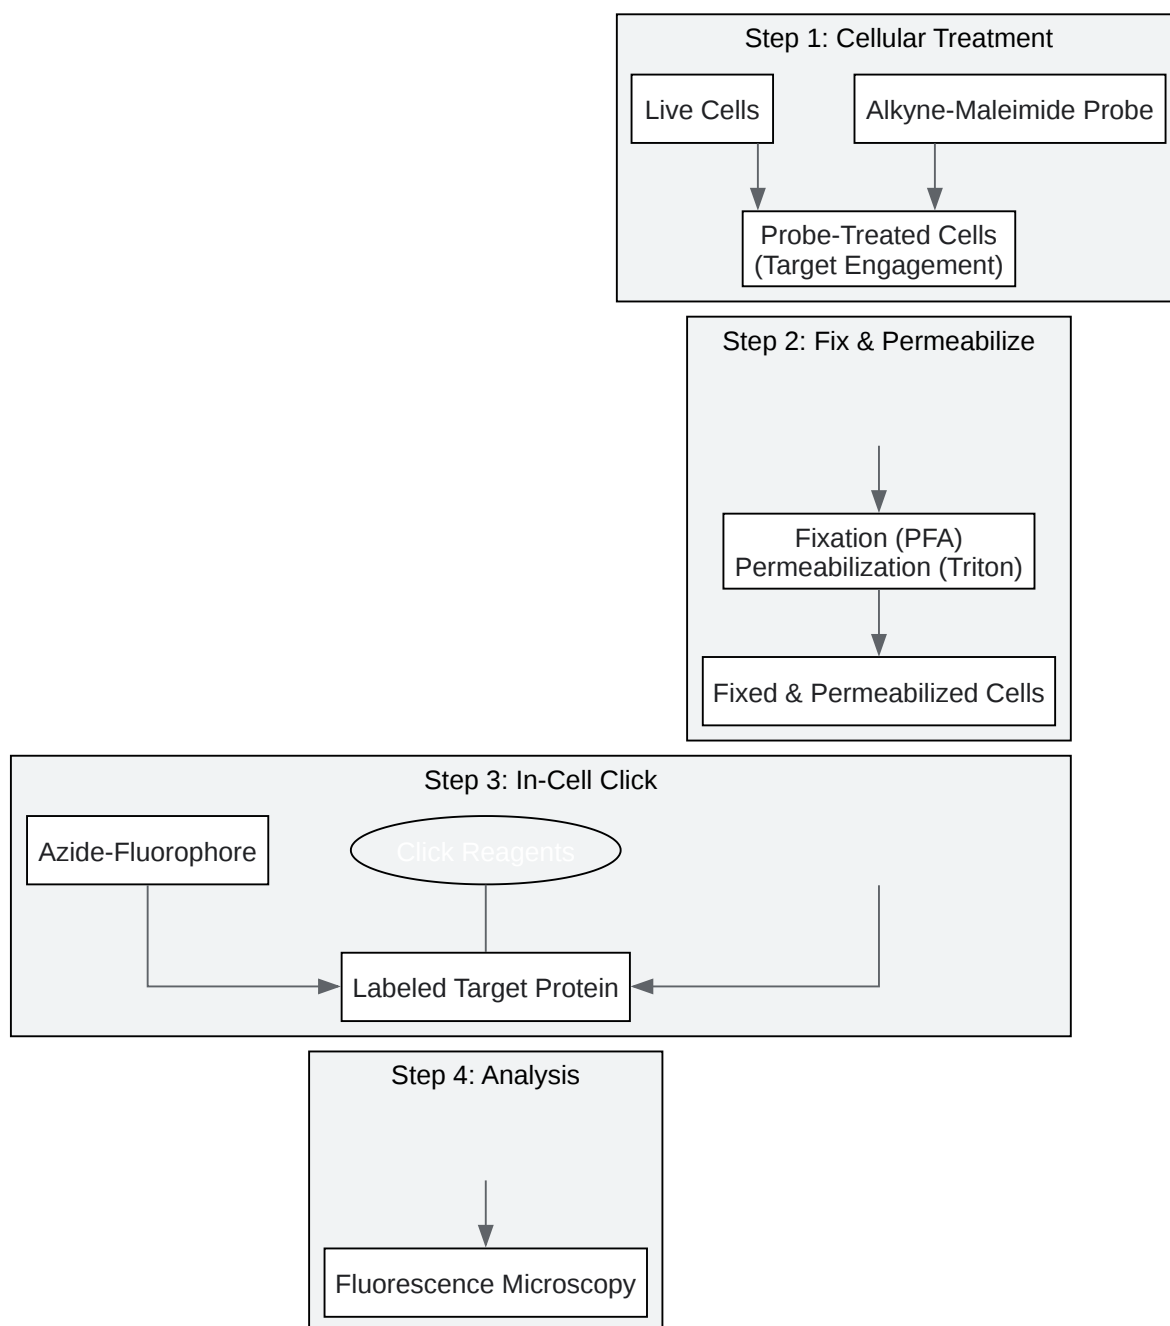 Step 1: Cellular Treatment
Live Cells
Alkyne-Maleimide Probe
Probe-Treated Cells
(Target Engagement)
Step 2: Fix & Permeabilize
Fixation (PFA)
Permeabilization (Triton)
Fixed & Permeabilized Cells
Step 3: In-Cell Click
Azide-Fluorophore
Click Reagents
Labeled Target Protein
Step 4: Analysis
Fluorescence Microscopy